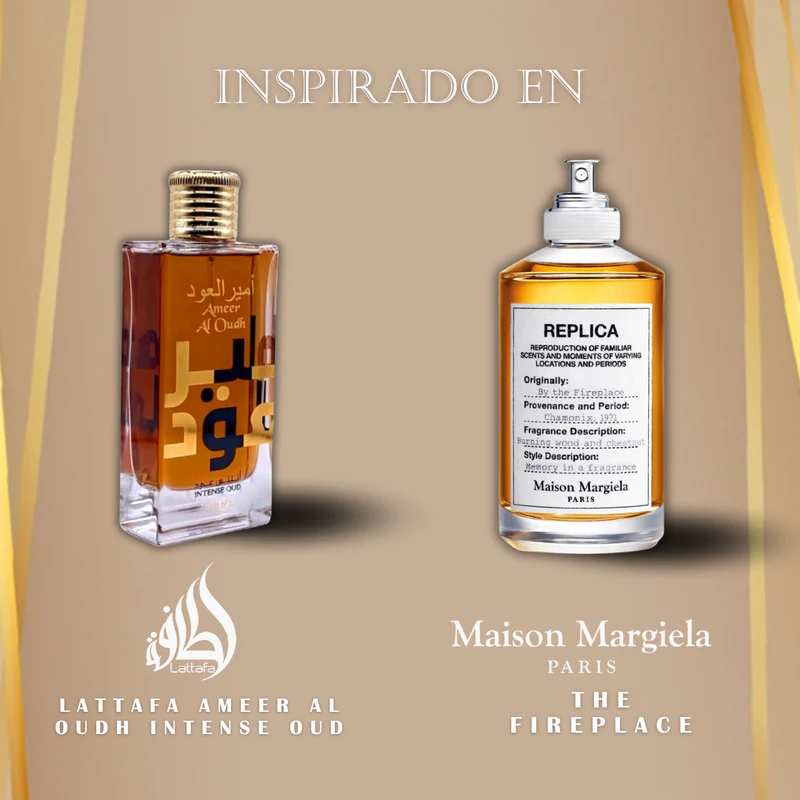 INSPIRADO EN
أمير العود
Ameer
Al Oudh
INTENSE OUD
REPLICA
REPRODUCTION OF FAMILIAR
SCENTS AND MOMENTS OF VARYING
LOCATIONS AND PERIODS
Originally:
By the Fireplace
Provenance and Period:
Chamonix, 1971
Fragrance Description:
Burning wood and chestnut
Style Description:
Memory in a fragrance
Maison Margiela
PARIS
لطافة
Lattafa
LATTAFA AMEER AL
OUDH INTENSE OUD
Maison Margiela
PARIS
THE
FIREPLACE